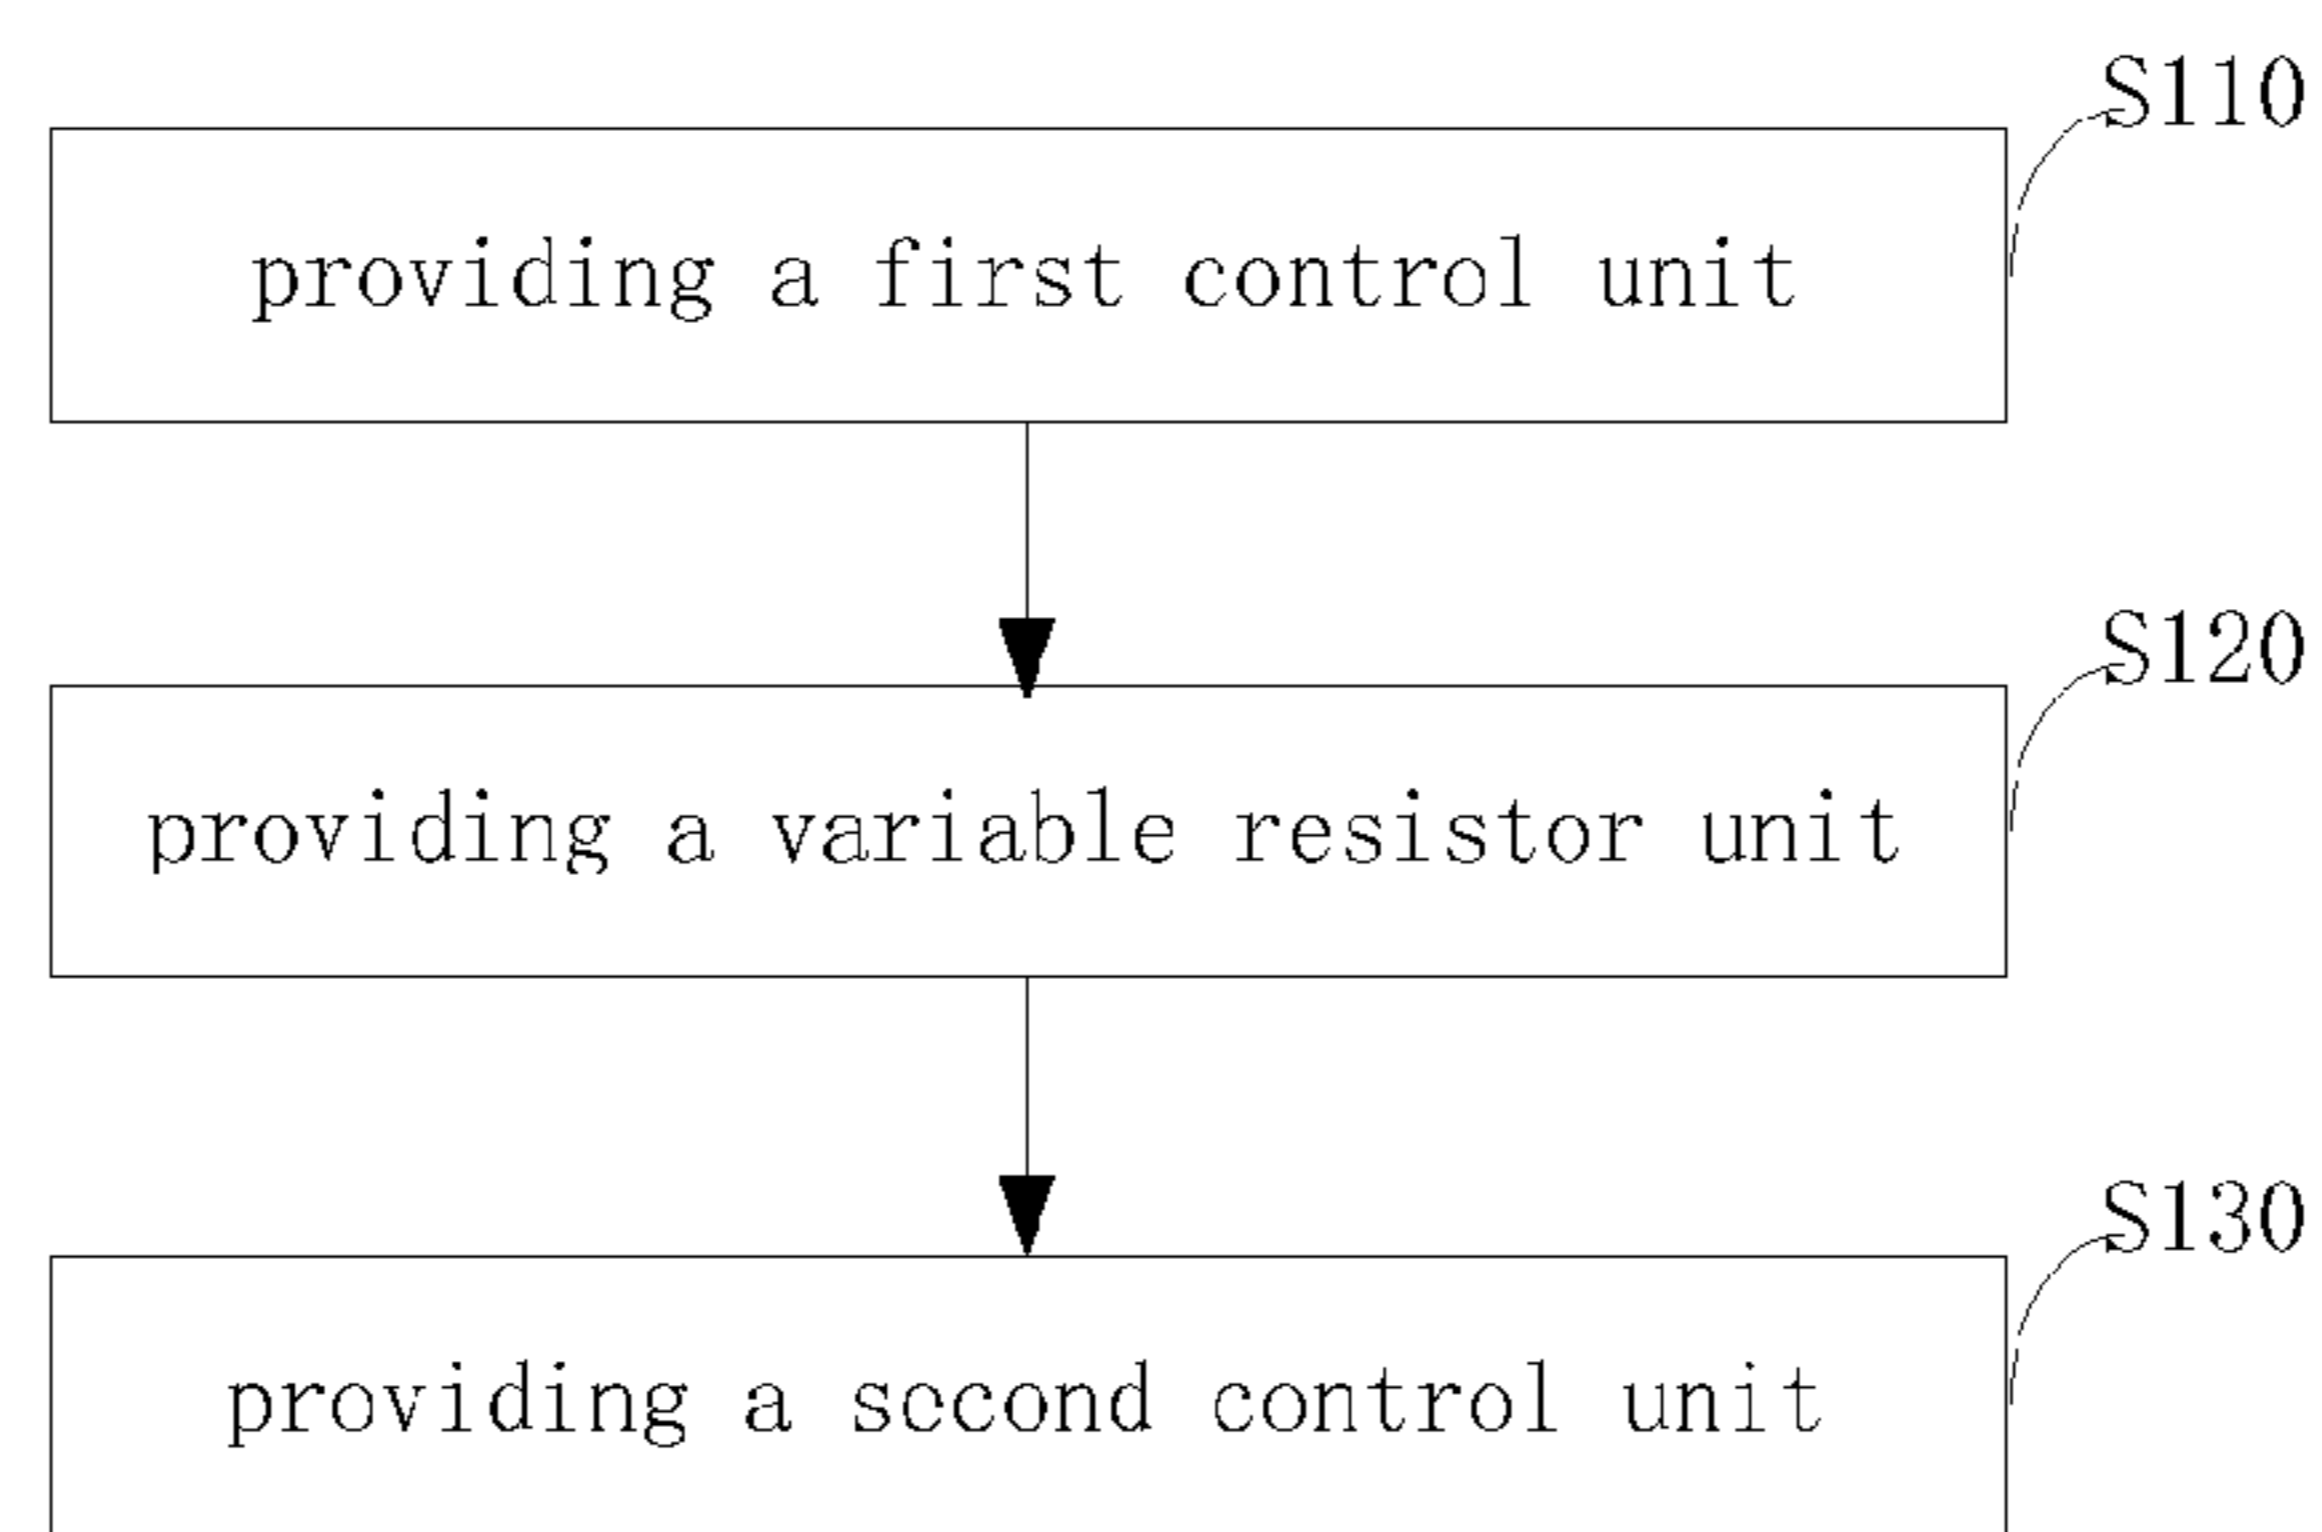 S110
providing a first control unit
S120
providing a variable resistor unit
S130
providing a sccond control unit